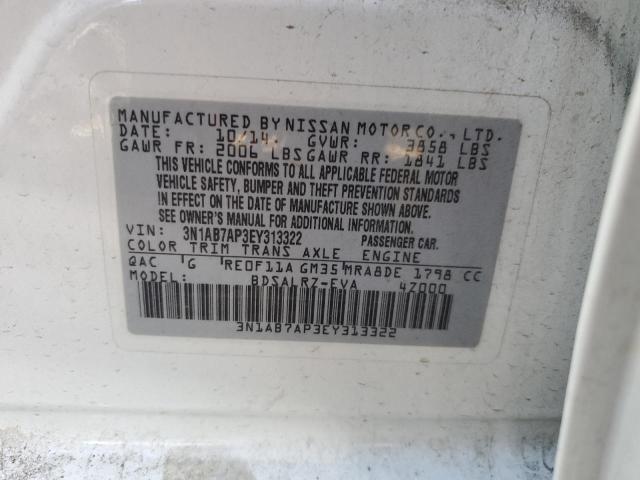 MANUFACTURED BY NISSAN MOTOR CO., LTD.
DATE: 10/14 GVWR: 3858 LBS
GAWR FR: 2006 LBS GAWR RR: 1841 LBS
THIS VEHICLE CONFORMS TO ALL APPLICABLE FEDERAL MOTOR
VEHICLE SAFETY, BUMPER AND THEFT PREVENTION STANDARDS
IN EFFECT ON THE DATE OF MANUFACTURE SHOWN ABOVE.
SEE OWNER'S MANUAL FOR ADDITIONAL INFORMATION.
VIN: 3N1AB7AP3EY313322 PASSENGER CAR.
COLOR TRIM TRANS AXLE ENGINE
QAC G RE0F11A GM35 MRA8DE 1798 CC
MODEL: BDSALRZ-EVA 4Z000
3N1AB7AP3EY313322